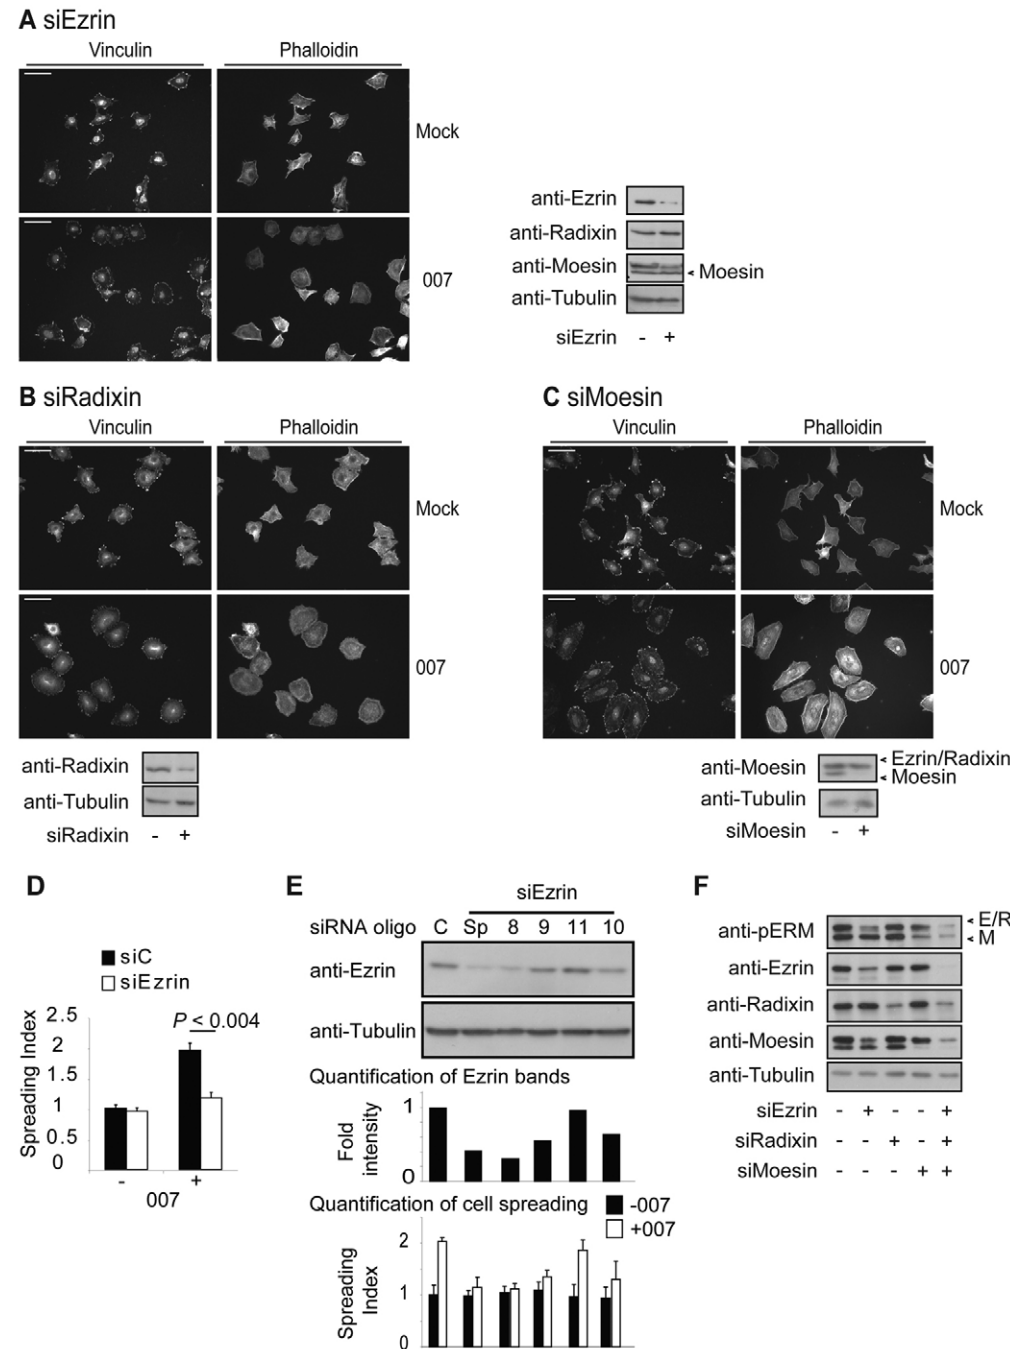 A siEzrin
Vinculin Phalloidin
Mock
007
anti-Ezrin
anti-Radixin
anti-Moesin Moesin
anti-Tubulin
siEzrin - +
B siRadixin
Vinculin Phalloidin
Mock
007
anti-Radixin
anti-Tubulin
siRadixin - +
C siMoesin
Vinculin Phalloidin
Mock
007
anti-Moesin Ezrin/Radixin
Moesin
anti-Tubulin
siMoesin - +
D
siC
siEzrin
P < 0.004
Spreading Index
2.5
2
1.5
1
0.5
0
- +
007
E
siEzrin
siRNA oligo C Sp 8 9 11 10
anti-Ezrin
anti-Tubulin
Quantification of Ezrin bands
Fold intensity
1
0
Quantification of cell spreading
-007
+007
Spreading Index
2
1
0
F
anti-pERM E/R
M
anti-Ezrin
anti-Radixin
anti-Moesin
anti-Tubulin
siEzrin - + - - +
siRadixin - - + - +
siMoesin - - - + +